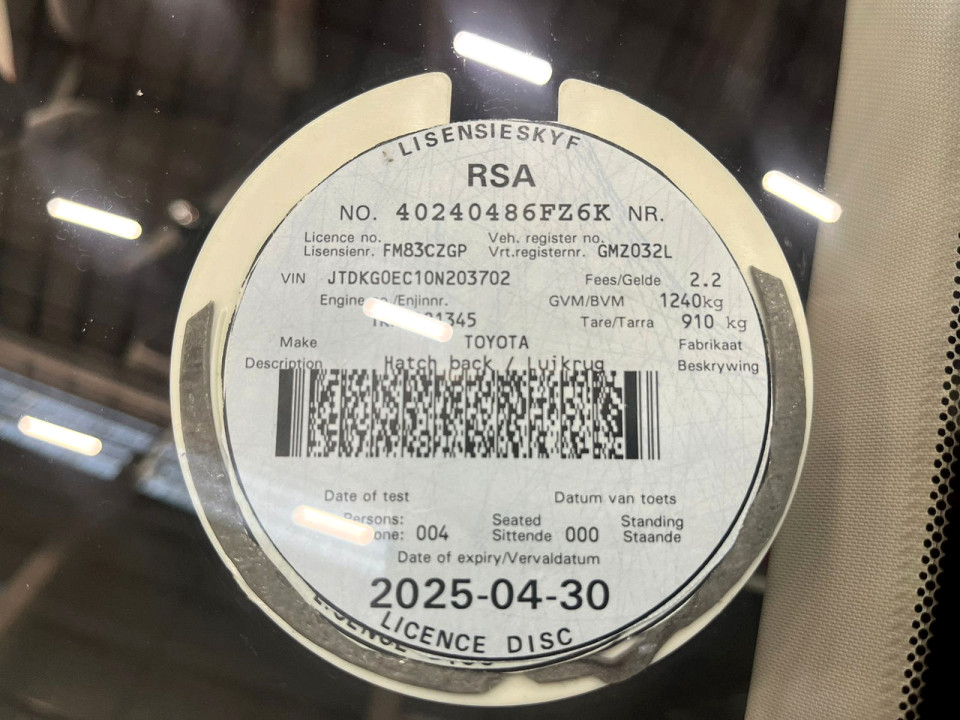 LISENSIESKYF
RSA
NO. 40240486FZ6K NR.
Licence no. Veh. register no.
Lisensienr. FM83CZGP Vrt.registernr. GMZ032L
VIN JTDKG0EC10N203702 Fees/Gelde 2.2
Engine /Enjinnr. GVM/BVM 1240kg
1345 Tare/Tarra 910 kg
Make TOYOTA Fabrikaat
Description Hatch back / Luikrug Beskrywing
Date of test Datum van toets
Persons: Seated Standing
004 Sittende 000 Staande
Date of expiry/Vervaldatum
2025-04-30
LICENCE DISC